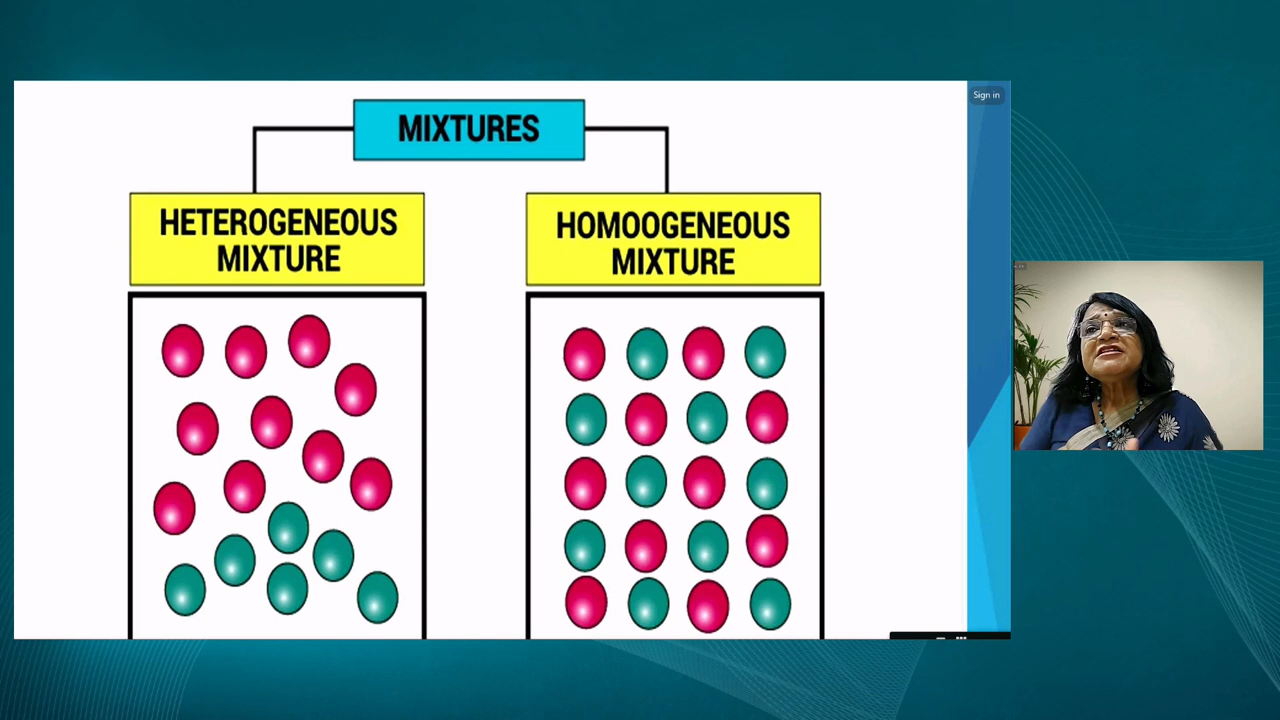 Sign in
MIXTURES
HETEROGENEOUS
MIXTURE
HOMOOGENEOUS
MIXTURE